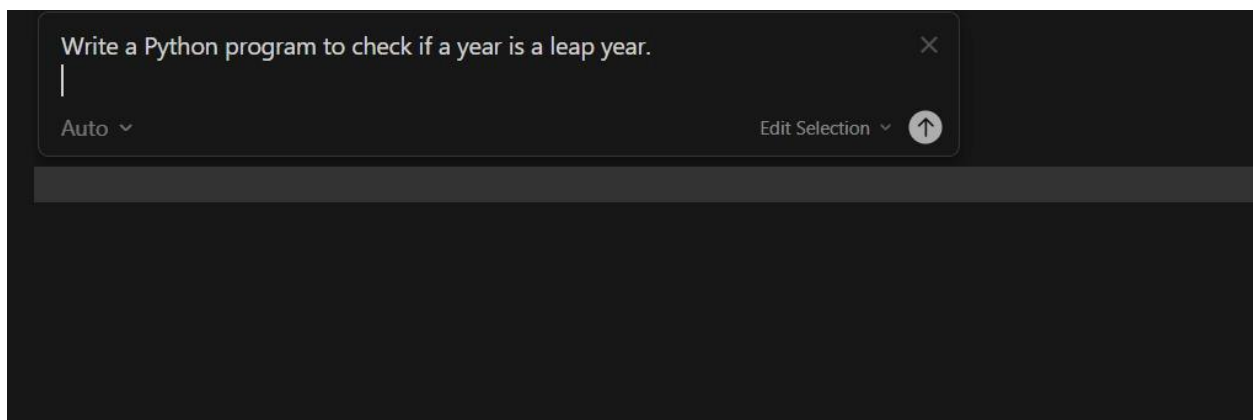 Write a Python program to check if a year is a leap year.
Auto
Edit Selection